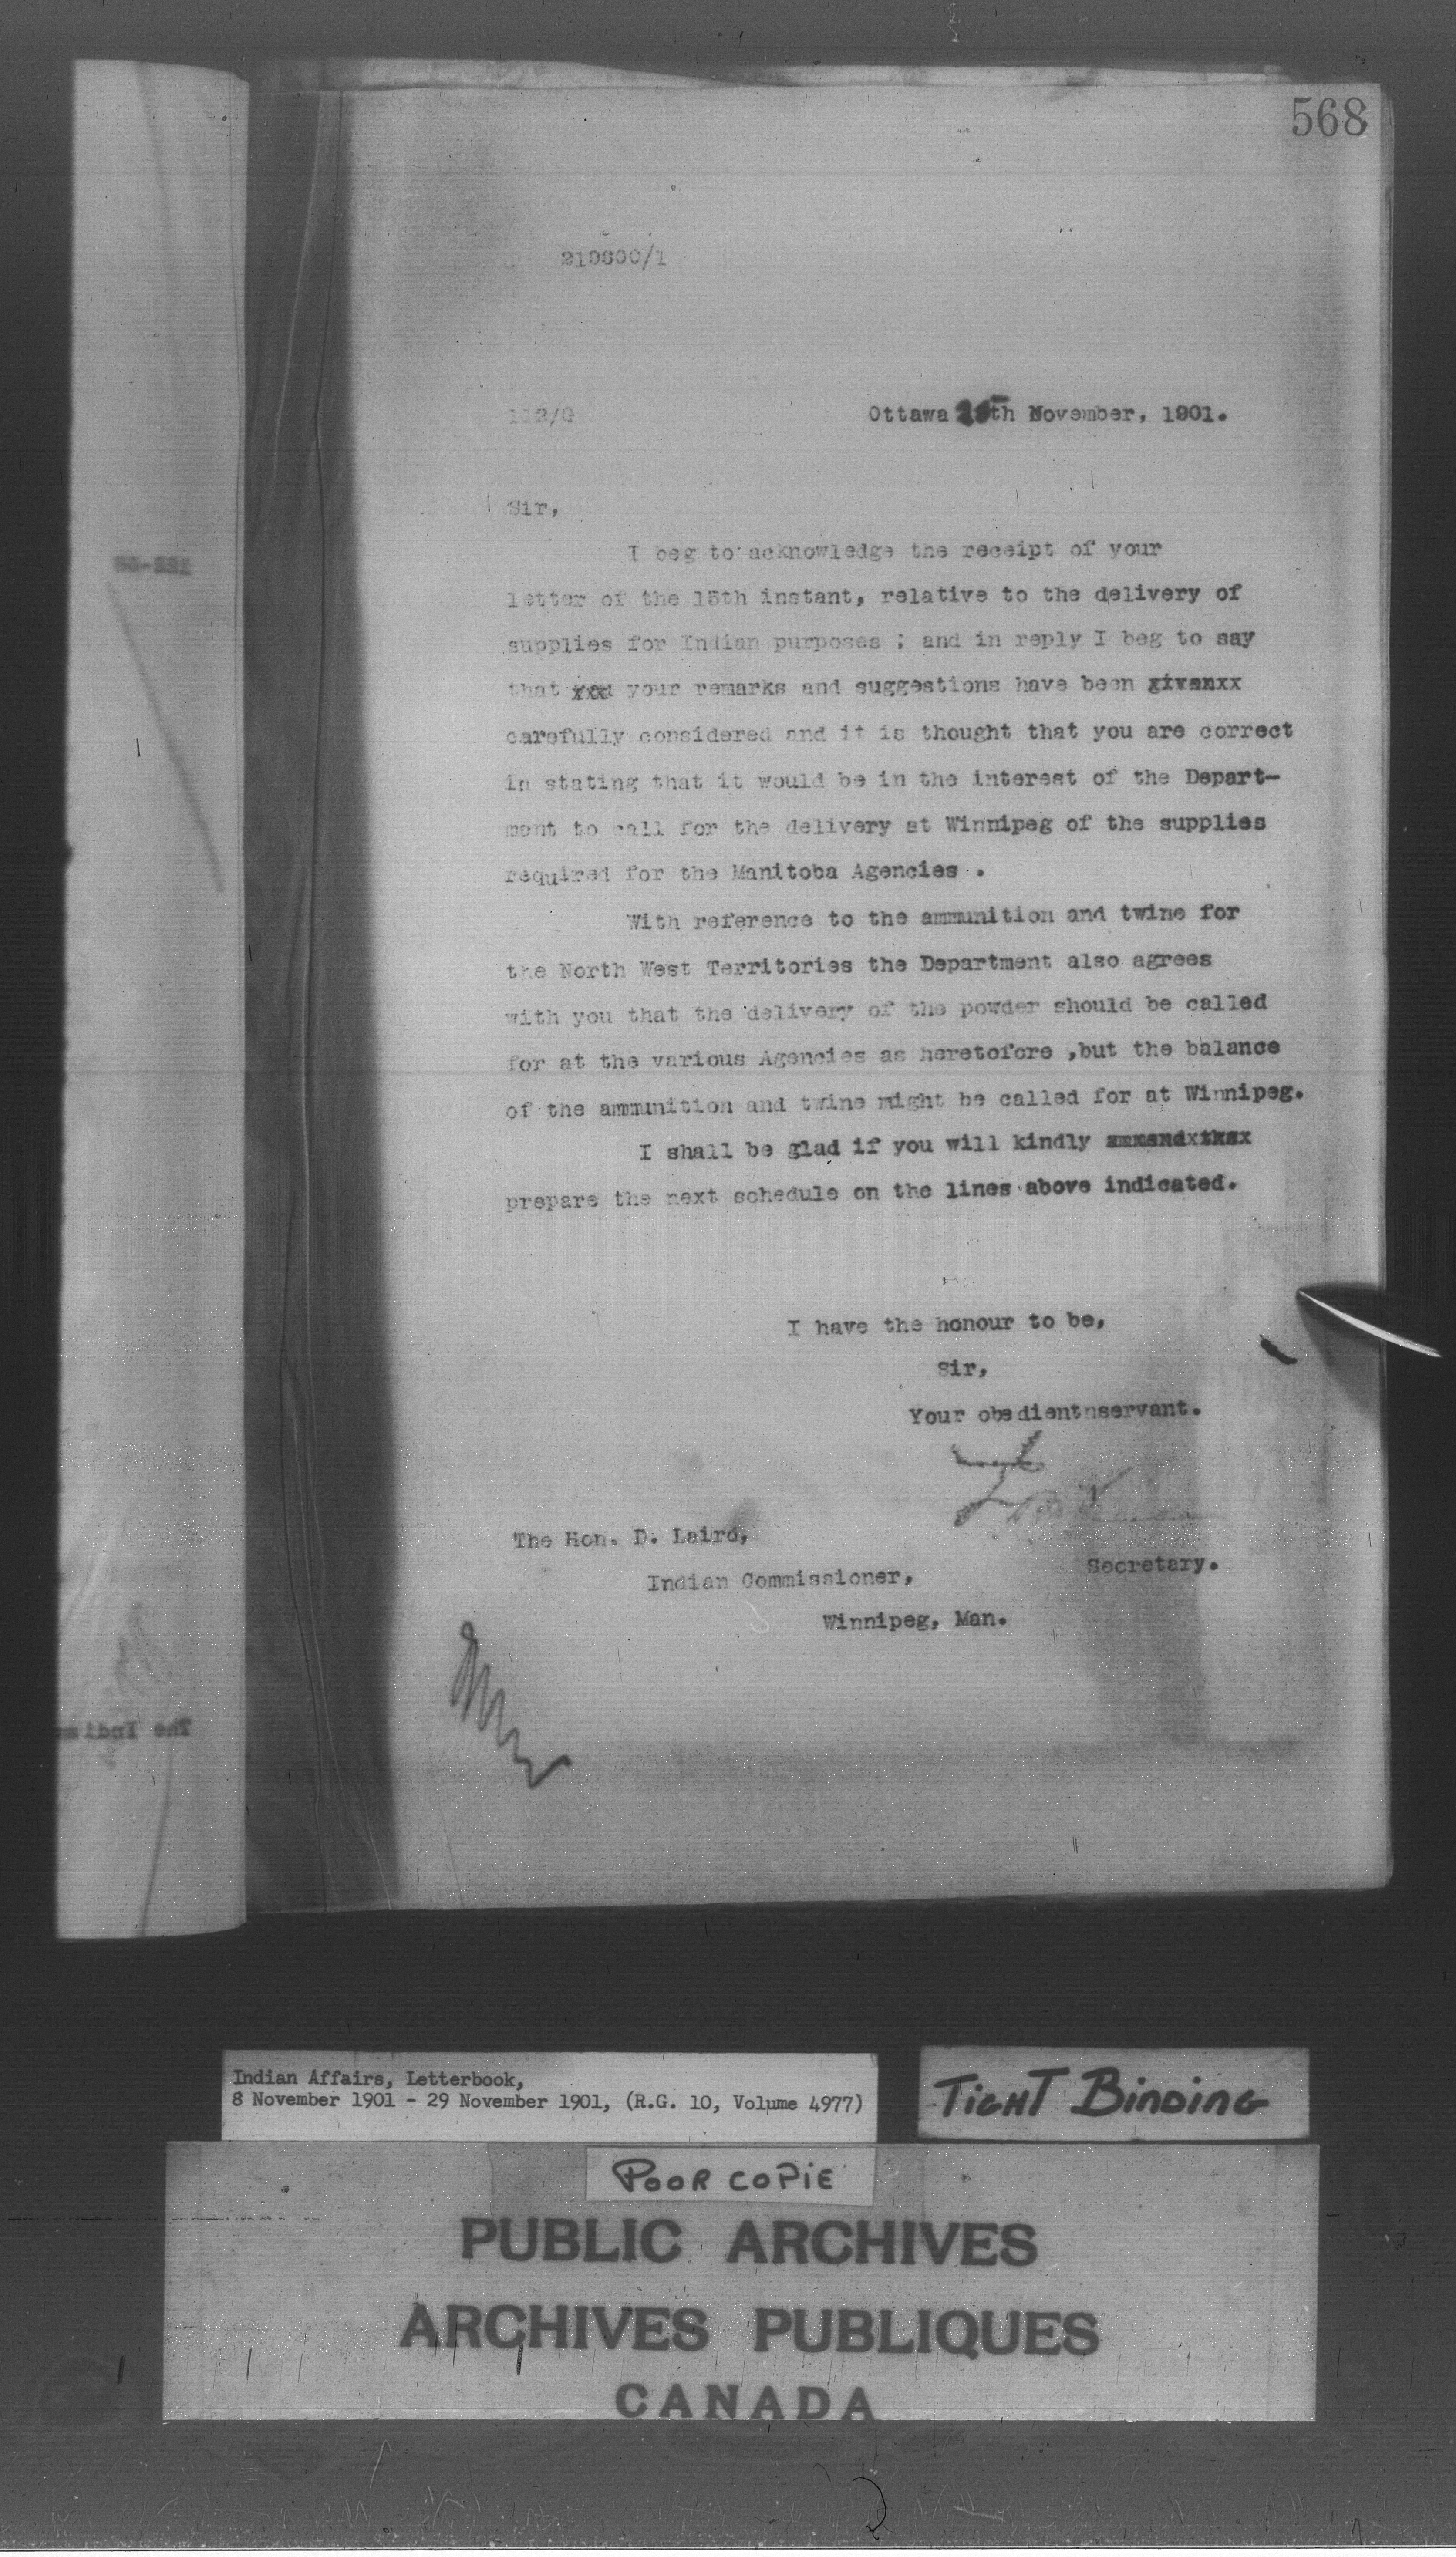 568
219600/1
112/G
Ottawa th November, 1901.
Sir,
I beg to acknowledge the receipt of your
letter of the 15th instant, relative to the delivery of
supplies for Indian purposes ; and in reply I beg to say
that xxx your remarks and suggestions have been givenxx
carefully considered and it is thought that you are correct
in stating that it would be in the interest of the Depart-
ment to call for the delivery at Winnipeg of the supplies
required for the Manitoba Agencies .
With reference to the ammunition and twine for
the North West Territories the Department also agrees
with you that the delivery of the powder should be called
for at the various Agencies as heretofore ,but the balance
of the ammunition and twine might be called for at Winnipeg.
I shall be glad if you will kindly
prepare the next schedule on the lines above indicated.
I have the honour to be,
Sir,
Your obedientnservant.
Secretary.
The Hon. D. Laird,
Indian Commissioner,
Winnipeg, Man.
The Indian
Indian Affairs, Letterbook,
8 November 1901 - 29 November 1901, (R.G. 10, Volume 4977)
TIGHT BINDING
POOR COPIE
PUBLIC ARCHIVES
ARCHIVES PUBLIQUES
CANADA